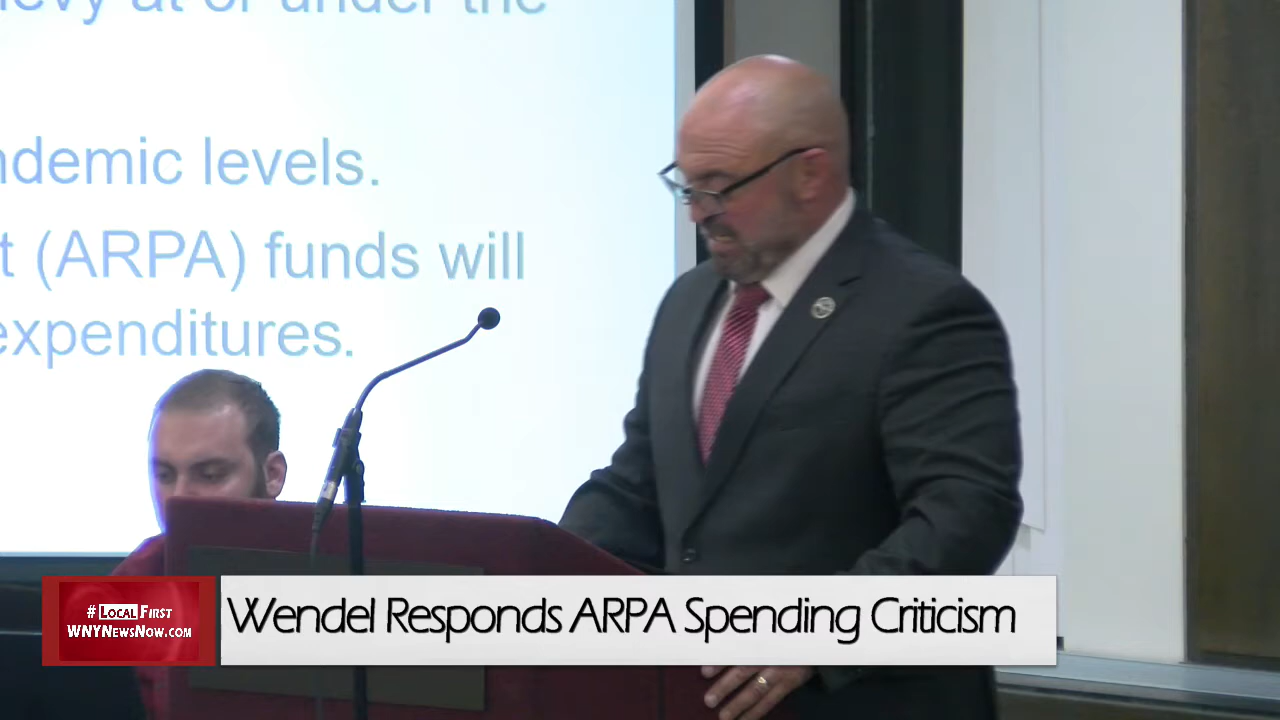 levy at or under the
ndemic levels.
t (ARPA) funds will
expenditures.
# LOCAL FIRST
WNYNEWSNOW.COM
Wendel Responds ARPA Spending Criticism